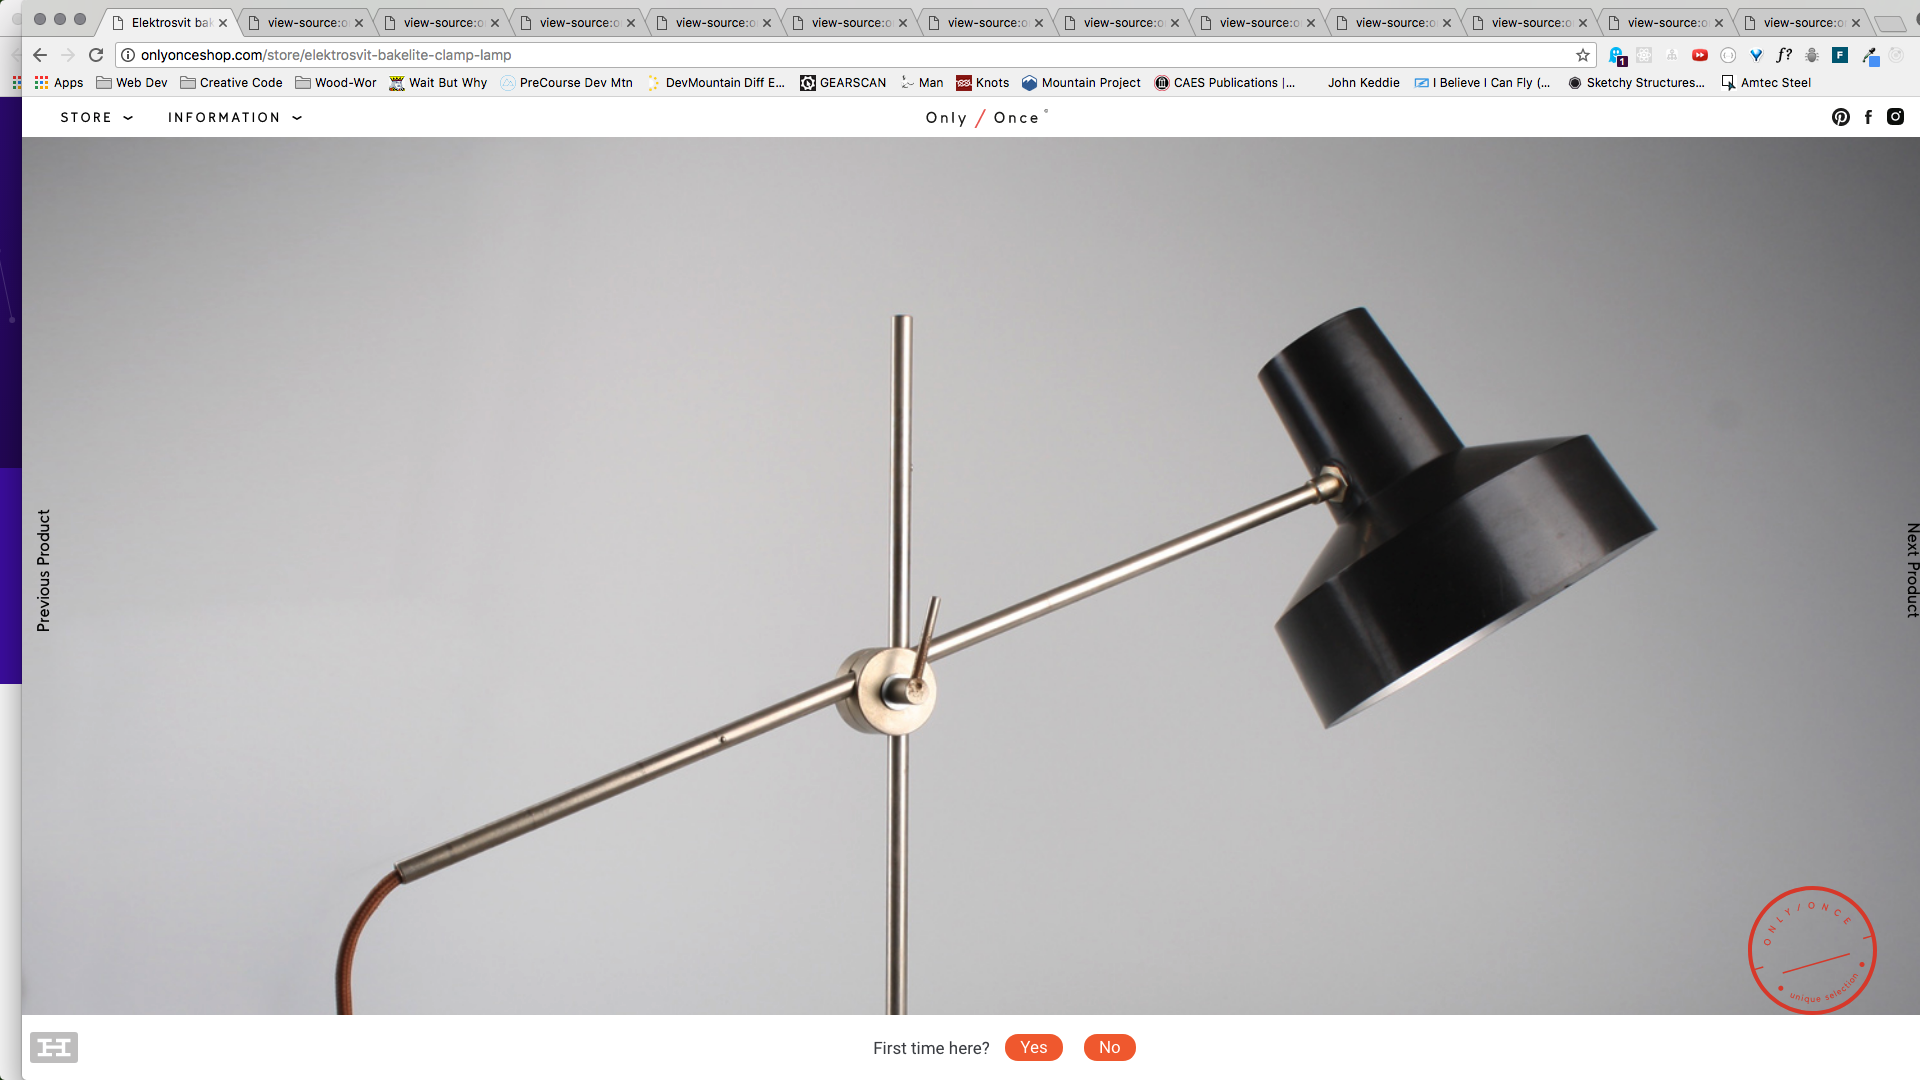 Elektrosvit bak
view-source:o
view-source:o
view-source:o
view-source:o
view-source:o
view-source:o
view-source:o
view-source:o
view-source:o
view-source:o
view-source:o
view-source:o
onlyonceshop.com/store/elektrosvit-bakelite-clamp-lamp
1 f? F
Apps Web Dev Creative Code Wood-Wor Wait But Why PreCourse Dev Mtn DevMountain Diff E... GEARSCAN Man Knots Mountain Project CAES Publications |... John Keddie I Believe I Can Fly (... Sketchy Structures... Amtec Steel
STORE INFORMATION Only / Once
Previous Product
Next Product
ONLY/ONCE
unique selection
First time here? Yes No